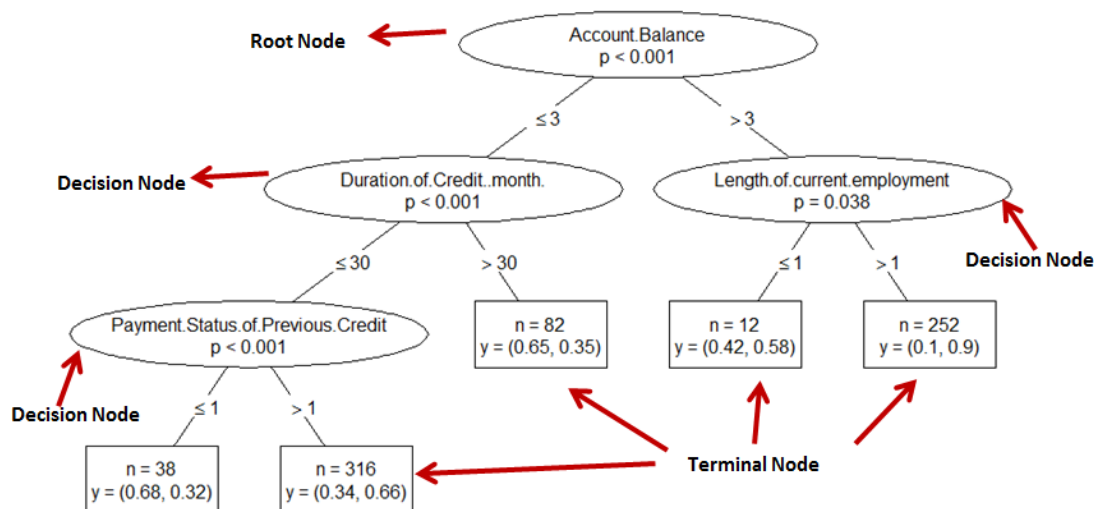 Root Node
Account.Balance
p < 0.001
≤ 3
> 3
Decision Node
Duration.of.Credit..month.
p < 0.001
Length.of.current.employment
p = 0.038
Decision Node
≤ 30
> 30
≤ 1
> 1
Payment.Status.of.Previous.Credit
p < 0.001
n = 82
y = (0.65, 0.35)
n = 12
y = (0.42, 0.58)
n = 252
y = (0.1, 0.9)
Decision Node
≤ 1
> 1
n = 38
y = (0.68, 0.32)
n = 316
y = (0.34, 0.66)
Terminal Node